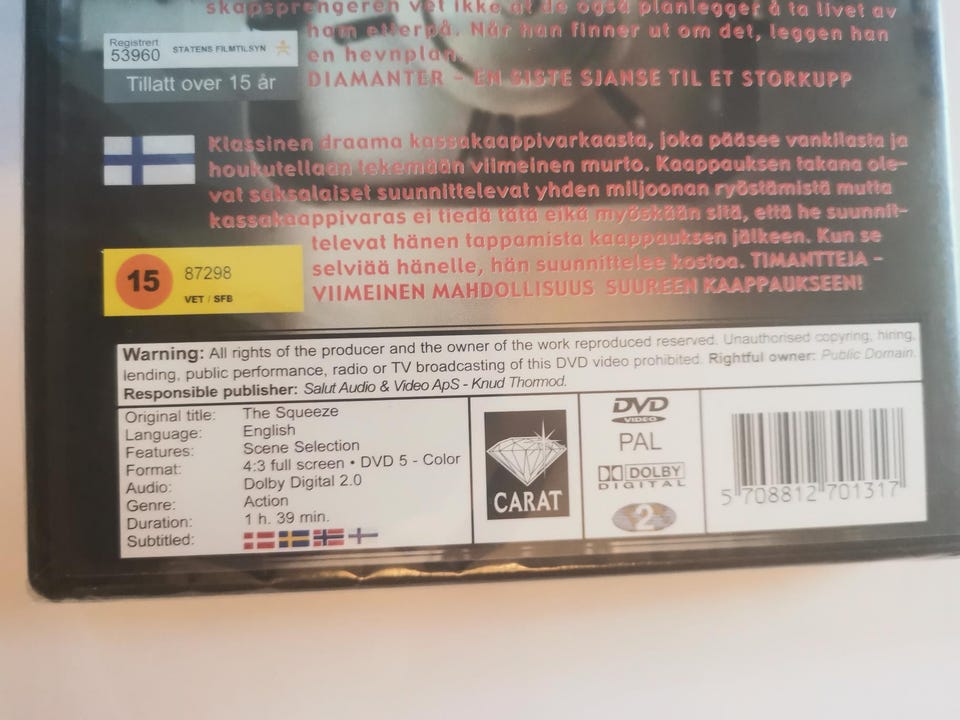 skapsprengeren vet ikke at de også planlegger å ta livet av
ham etterpå. Når han finner ut om det, leggen han
en hevnplan.
DIAMANTER – EN SISTE SJANSE TIL ET STORKUPP
Registrert
53960
STATENS FILMTILSYN
Tillatt over 15 år
Klassinen draama kassakaappivarkaasta, joka pääsee vankilasta ja
houkutellaan tekemään viimeinen murto. Kaappauksen takana ole-
vat saksalaiset suunnittelevat yhden miljoonan ryöstämistä mutta
kassakaappivaras ei tiedä tätä eikä myöskään sitä, että he suunnit-
televat hänen tappamista kaappauksen jälkeen. Kun se
selviää hänelle, hän suunnittelee kostoa. TIMANTTEJA –
VIIMEINEN MAHDOLLISUUS SUUREEN KAAPPAUKSEEN!
15
87298
VET / SFB
Warning: All rights of the producer and the owner of the work reproduced reserved. Unauthorised copyring, hiring,
lending, public performance, radio or TV broadcasting of this DVD video prohibited. Rightful owner: Public Domain.
Responsible publisher: Salut Audio & Video ApS - Knud Thormod.
Original title: The Squeeze
Language: English
Features: Scene Selection
Format: 4:3 full screen • DVD 5 - Color
Audio: Dolby Digital 2.0
Genre: Action
Duration: 1 h. 39 min.
Subtitled:
CARAT
DVD
VIDEO
PAL
DOLBY
DIGITAL
2
5 708812 701317